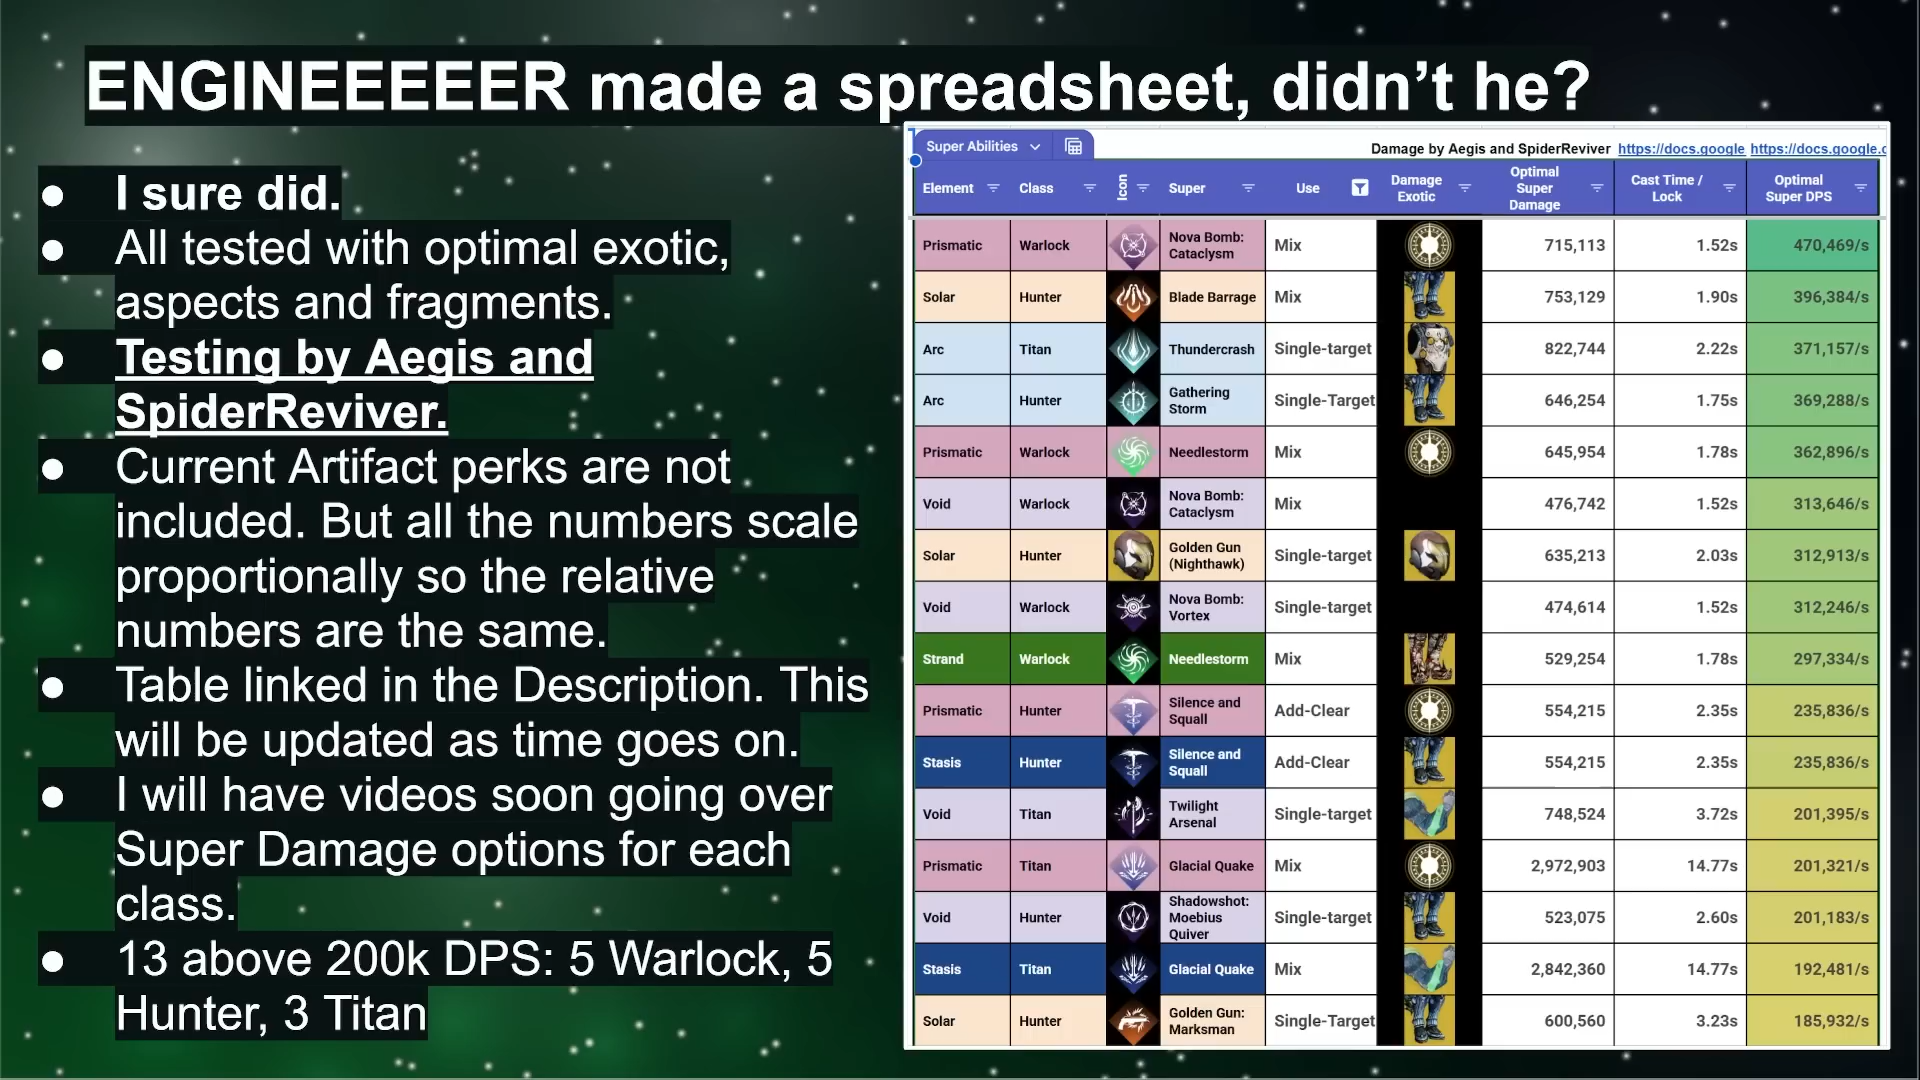 ENGINEEEEER made a spreadsheet, didn’t he?
● I sure did.
● All tested with optimal exotic,
aspects and fragments.
● Testing by Aegis and
SpiderReviver.
● Current Artifact perks are not
included. But all the numbers scale
proportionally so the relative
numbers are the same.
● Table linked in the Description. This
will be updated as time goes on.
● I will have videos soon going over
Super Damage options for each
class.
● 13 above 200k DPS: 5 Warlock, 5
Hunter, 3 Titan
Super Abilities
Damage by Aegis and SpiderReviver https://docs.google https://docs.google.c
Element Class Icon Super Use Damage Exotic Optimal Super Damage Cast Time / Lock Optimal Super DPS
Prismatic Warlock Nova Bomb: Cataclysm Mix 715,113 1.52s 470,469/s
Solar Hunter Blade Barrage Mix 753,129 1.90s 396,384/s
Arc Titan Thundercrash Single-target 822,744 2.22s 371,157/s
Arc Hunter Gathering Storm Single-Target 646,254 1.75s 369,288/s
Prismatic Warlock Needlestorm Mix 645,954 1.78s 362,896/s
Void Warlock Nova Bomb: Cataclysm Mix 476,742 1.52s 313,646/s
Solar Hunter Golden Gun (Nighthawk) Single-target 635,213 2.03s 312,913/s
Void Warlock Nova Bomb: Vortex Single-target 474,614 1.52s 312,246/s
Strand Warlock Needlestorm Mix 529,254 1.78s 297,334/s
Prismatic Hunter Silence and Squall Add-Clear 554,215 2.35s 235,836/s
Stasis Hunter Silence and Squall Add-Clear 554,215 2.35s 235,836/s
Void Titan Twilight Arsenal Single-target 748,524 3.72s 201,395/s
Prismatic Titan Glacial Quake Mix 2,972,903 14.77s 201,321/s
Void Hunter Shadowshot: Moebius Quiver Single-target 523,075 2.60s 201,183/s
Stasis Titan Glacial Quake Mix 2,842,360 14.77s 192,481/s
Solar Hunter Golden Gun: Marksman Single-Target 600,560 3.23s 185,932/s